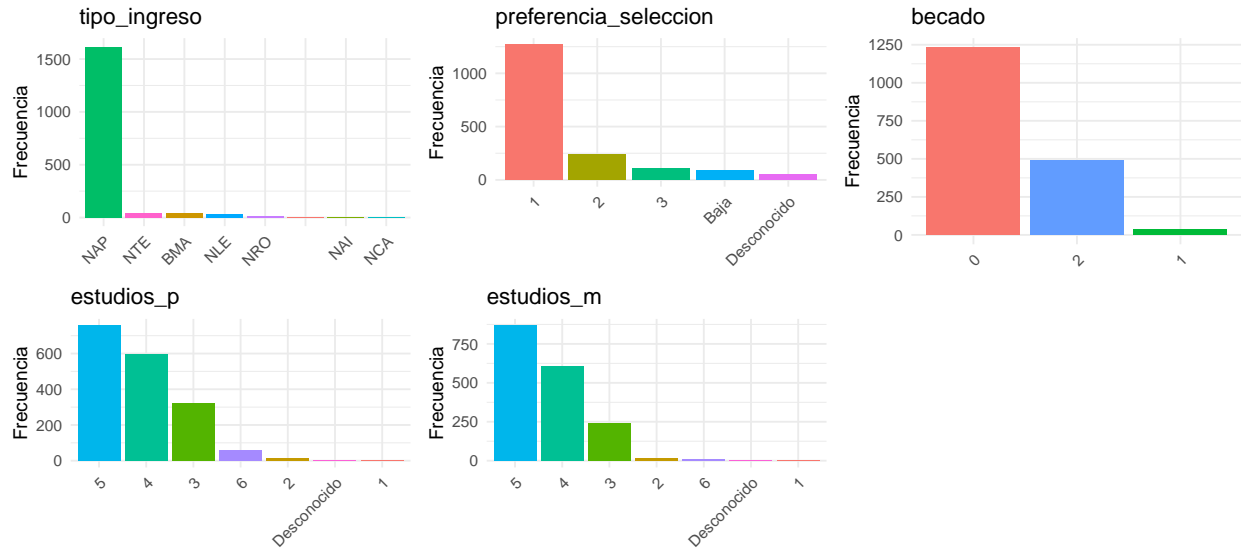 tipo_ingreso
Frecuencia
1500
1000
500
0
NAP
NTE
BMA
NLE
NRO
NAI
NCA
preferencia_seleccion
Frecuencia
1000
500
0
1
2
3
Baja
Desconocido
becado
Frecuencia
1250
1000
750
500
250
0
0
2
1
estudios_p
Frecuencia
600
400
200
0
5
4
3
6
2
Desconocido
1
estudios_m
Frecuencia
750
500
250
0
5
4
3
2
6
Desconocido
1